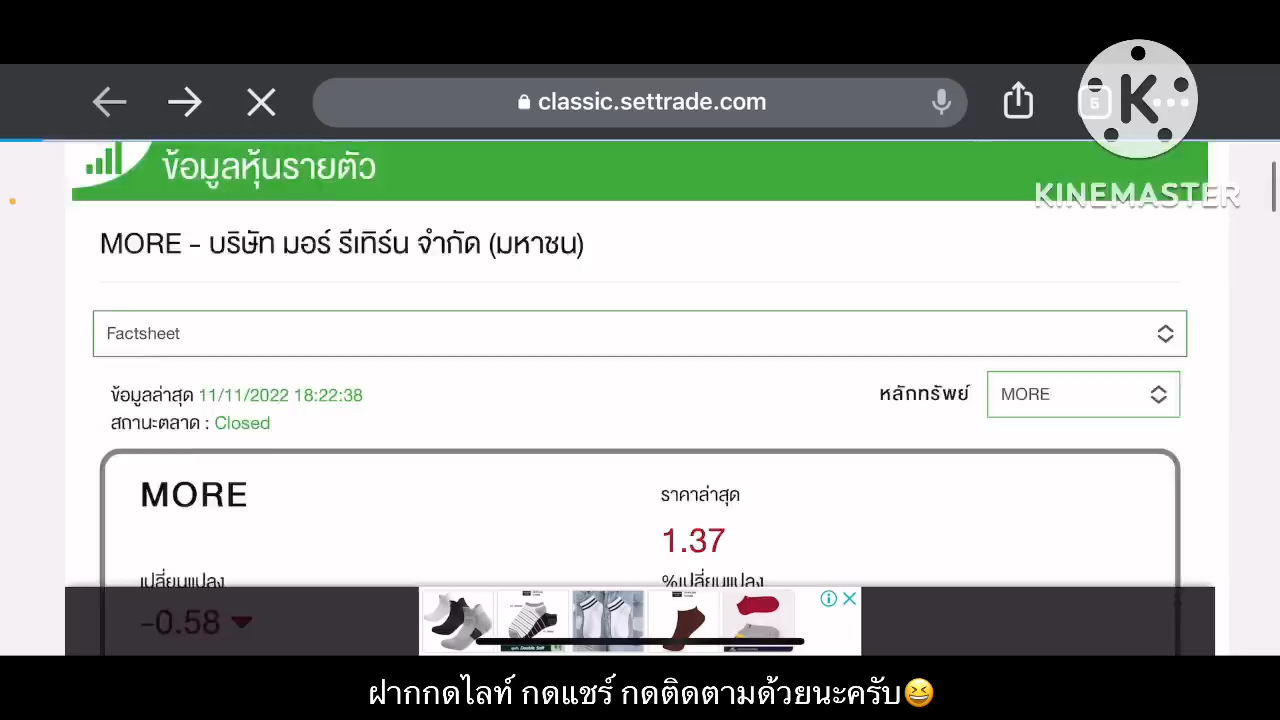 classic.settrade.com
6
K
KINEMASTER
ข้อมูลหุ้นรายตัว
MORE - บริษัท มอร์ รีเทิร์น จำกัด (มหาชน)
Factsheet
ข้อมูลล่าสุด 11/11/2022 18:22:38
หลักทรัพย์ MORE
สถานะตลาด : Closed
MORE
ราคาล่าสุด
1.37
เปลี่ยนแปลง
%เปลี่ยนแปลง
-0.58
ฝากกดไลท์ กดแชร์ กดติดตามด้วยนะครับ😆